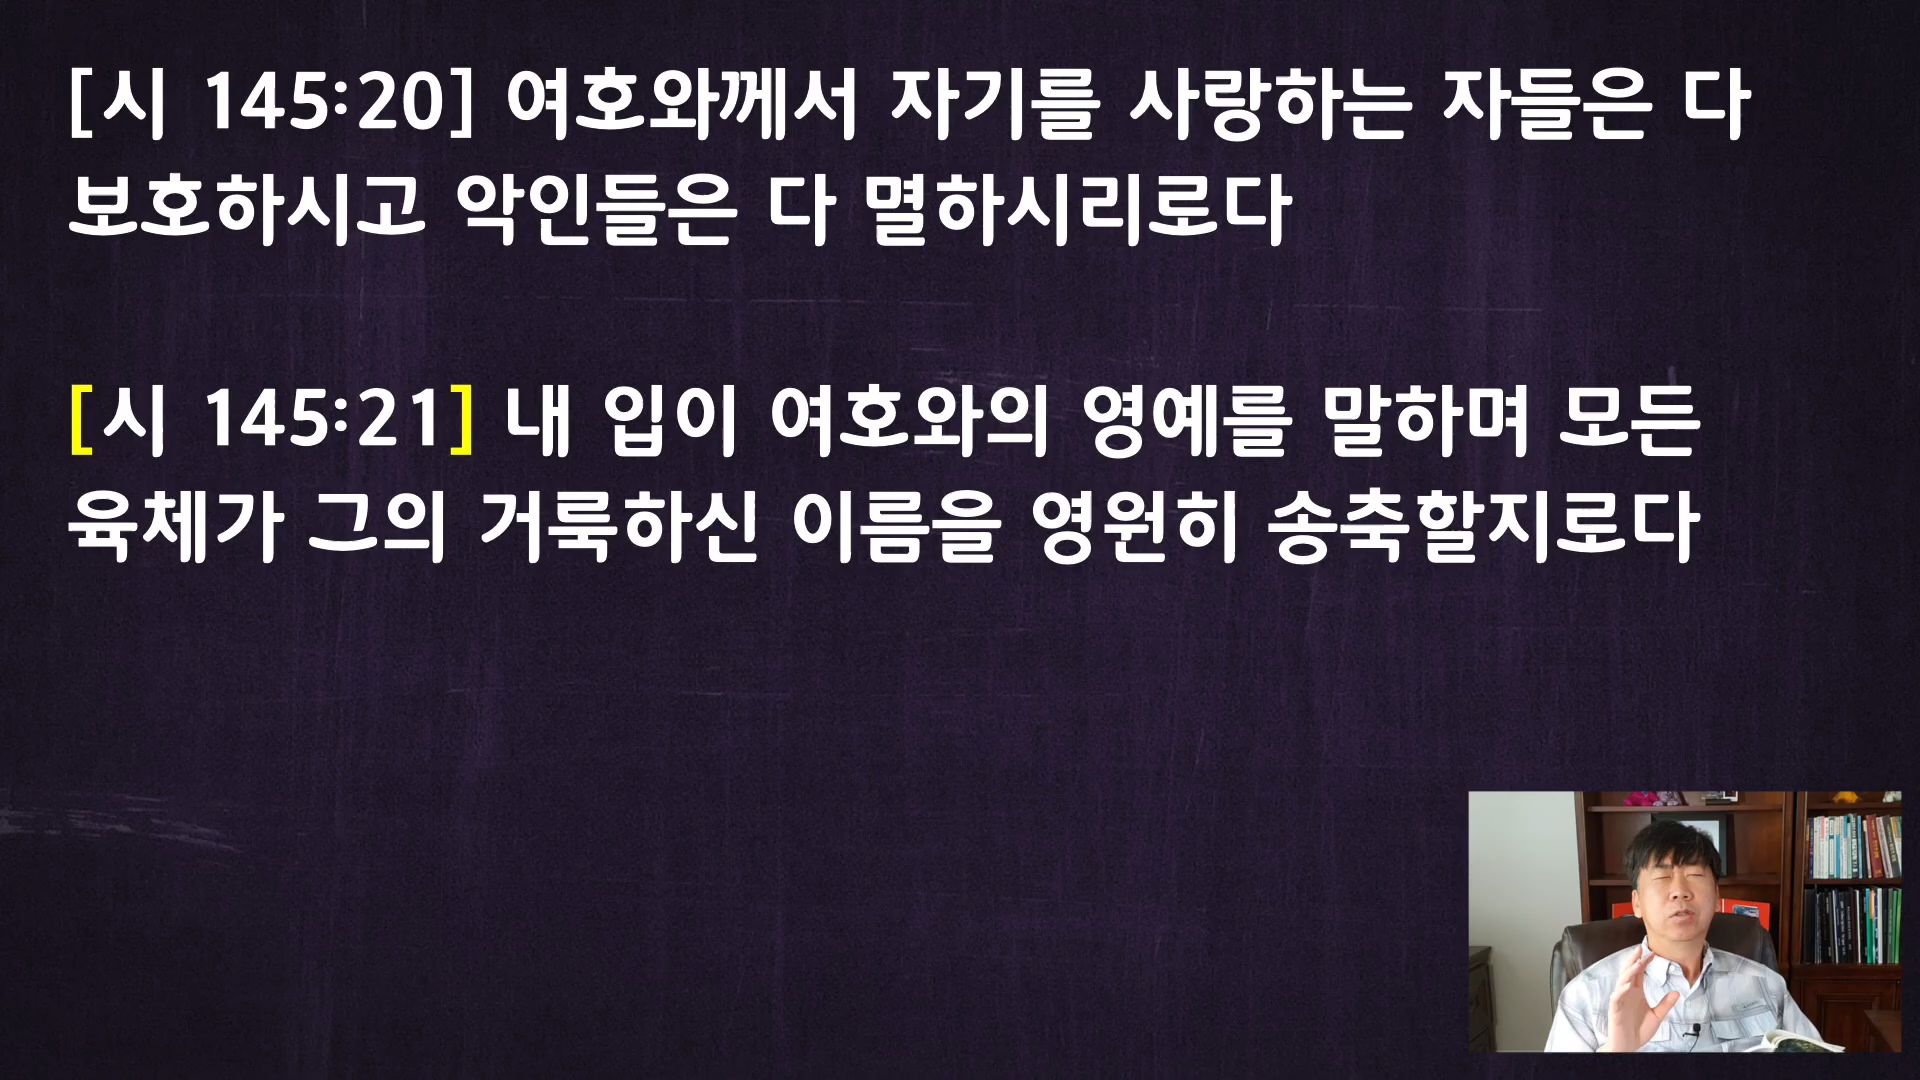 [시 145:20] 여호와께서 자기를 사랑하는 자들은 다
보호하시고 악인들은 다 멸하시리로다
[시 145:21] 내 입이 여호와의 영예를 말하며 모든
육체가 그의 거룩하신 이름을 영원히 송축할지로다